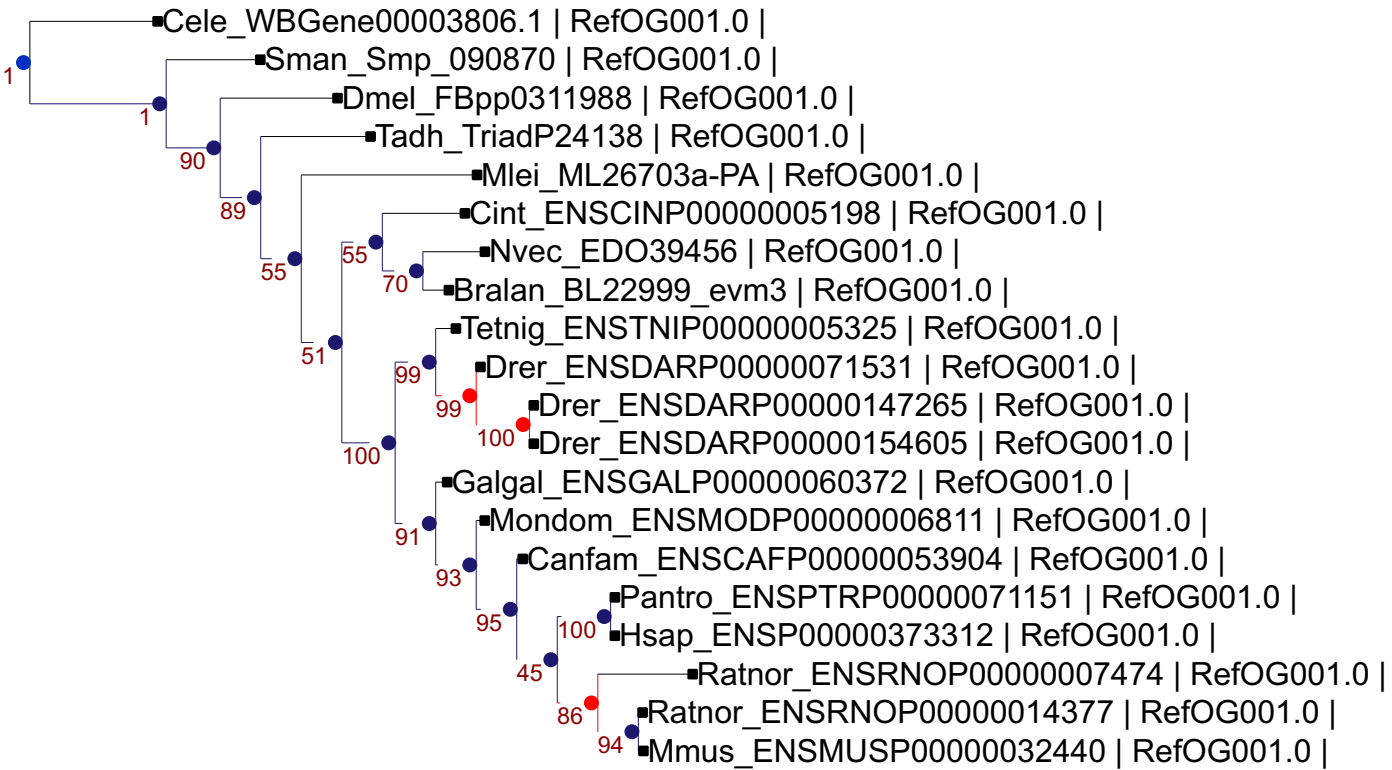 Cele_WBGene00003806.1 | RefOG001.0 |
Sman_Smp_090870 | RefOG001.0 |
1
Dmel_FBpp0311988 | RefOG001.0 |
1
Tadh_TriadP24138 | RefOG001.0 |
90
Mlei_ML26703a-PA | RefOG001.0 |
89
Cint_ENSCINP00000005198 | RefOG001.0 |
55
Nvec_EDO39456 | RefOG001.0 |
55
70
Bralan_BL22999_evm3 | RefOG001.0 |
Tetnig_ENSTNIP00000005325 | RefOG001.0 |
51
Drer_ENSDARP00000071531 | RefOG001.0 |
99
Drer_ENSDARP00000147265 | RefOG001.0 |
99
100
Drer_ENSDARP00000154605 | RefOG001.0 |
100
Galgal_ENSGALP00000060372 | RefOG001.0 |
Mondom_ENSMODP00000006811 | RefOG001.0 |
91
Canfam_ENSCAFP00000053904 | RefOG001.0 |
93
Pantro_ENSPTRP00000071151 | RefOG001.0 |
95
100
Hsap_ENSP00000373312 | RefOG001.0 |
45
Ratnor_ENSRNOP00000007474 | RefOG001.0 |
86
Ratnor_ENSRNOP00000014377 | RefOG001.0 |
94
Mmus_ENSMUSP00000032440 | RefOG001.0 |